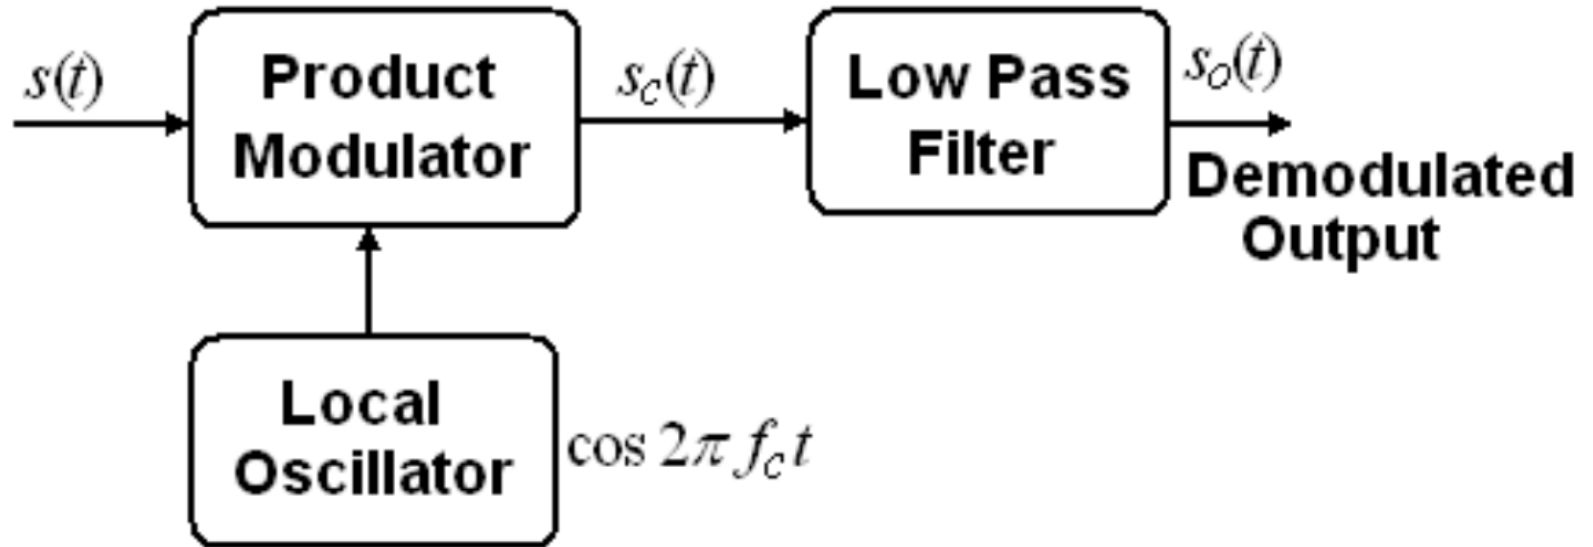 s(t)
Product
Modulator
s_C(t)
Low Pass
Filter
s_O(t)
Demodulated
Output
Local
Oscillator
cos 2π f_c t